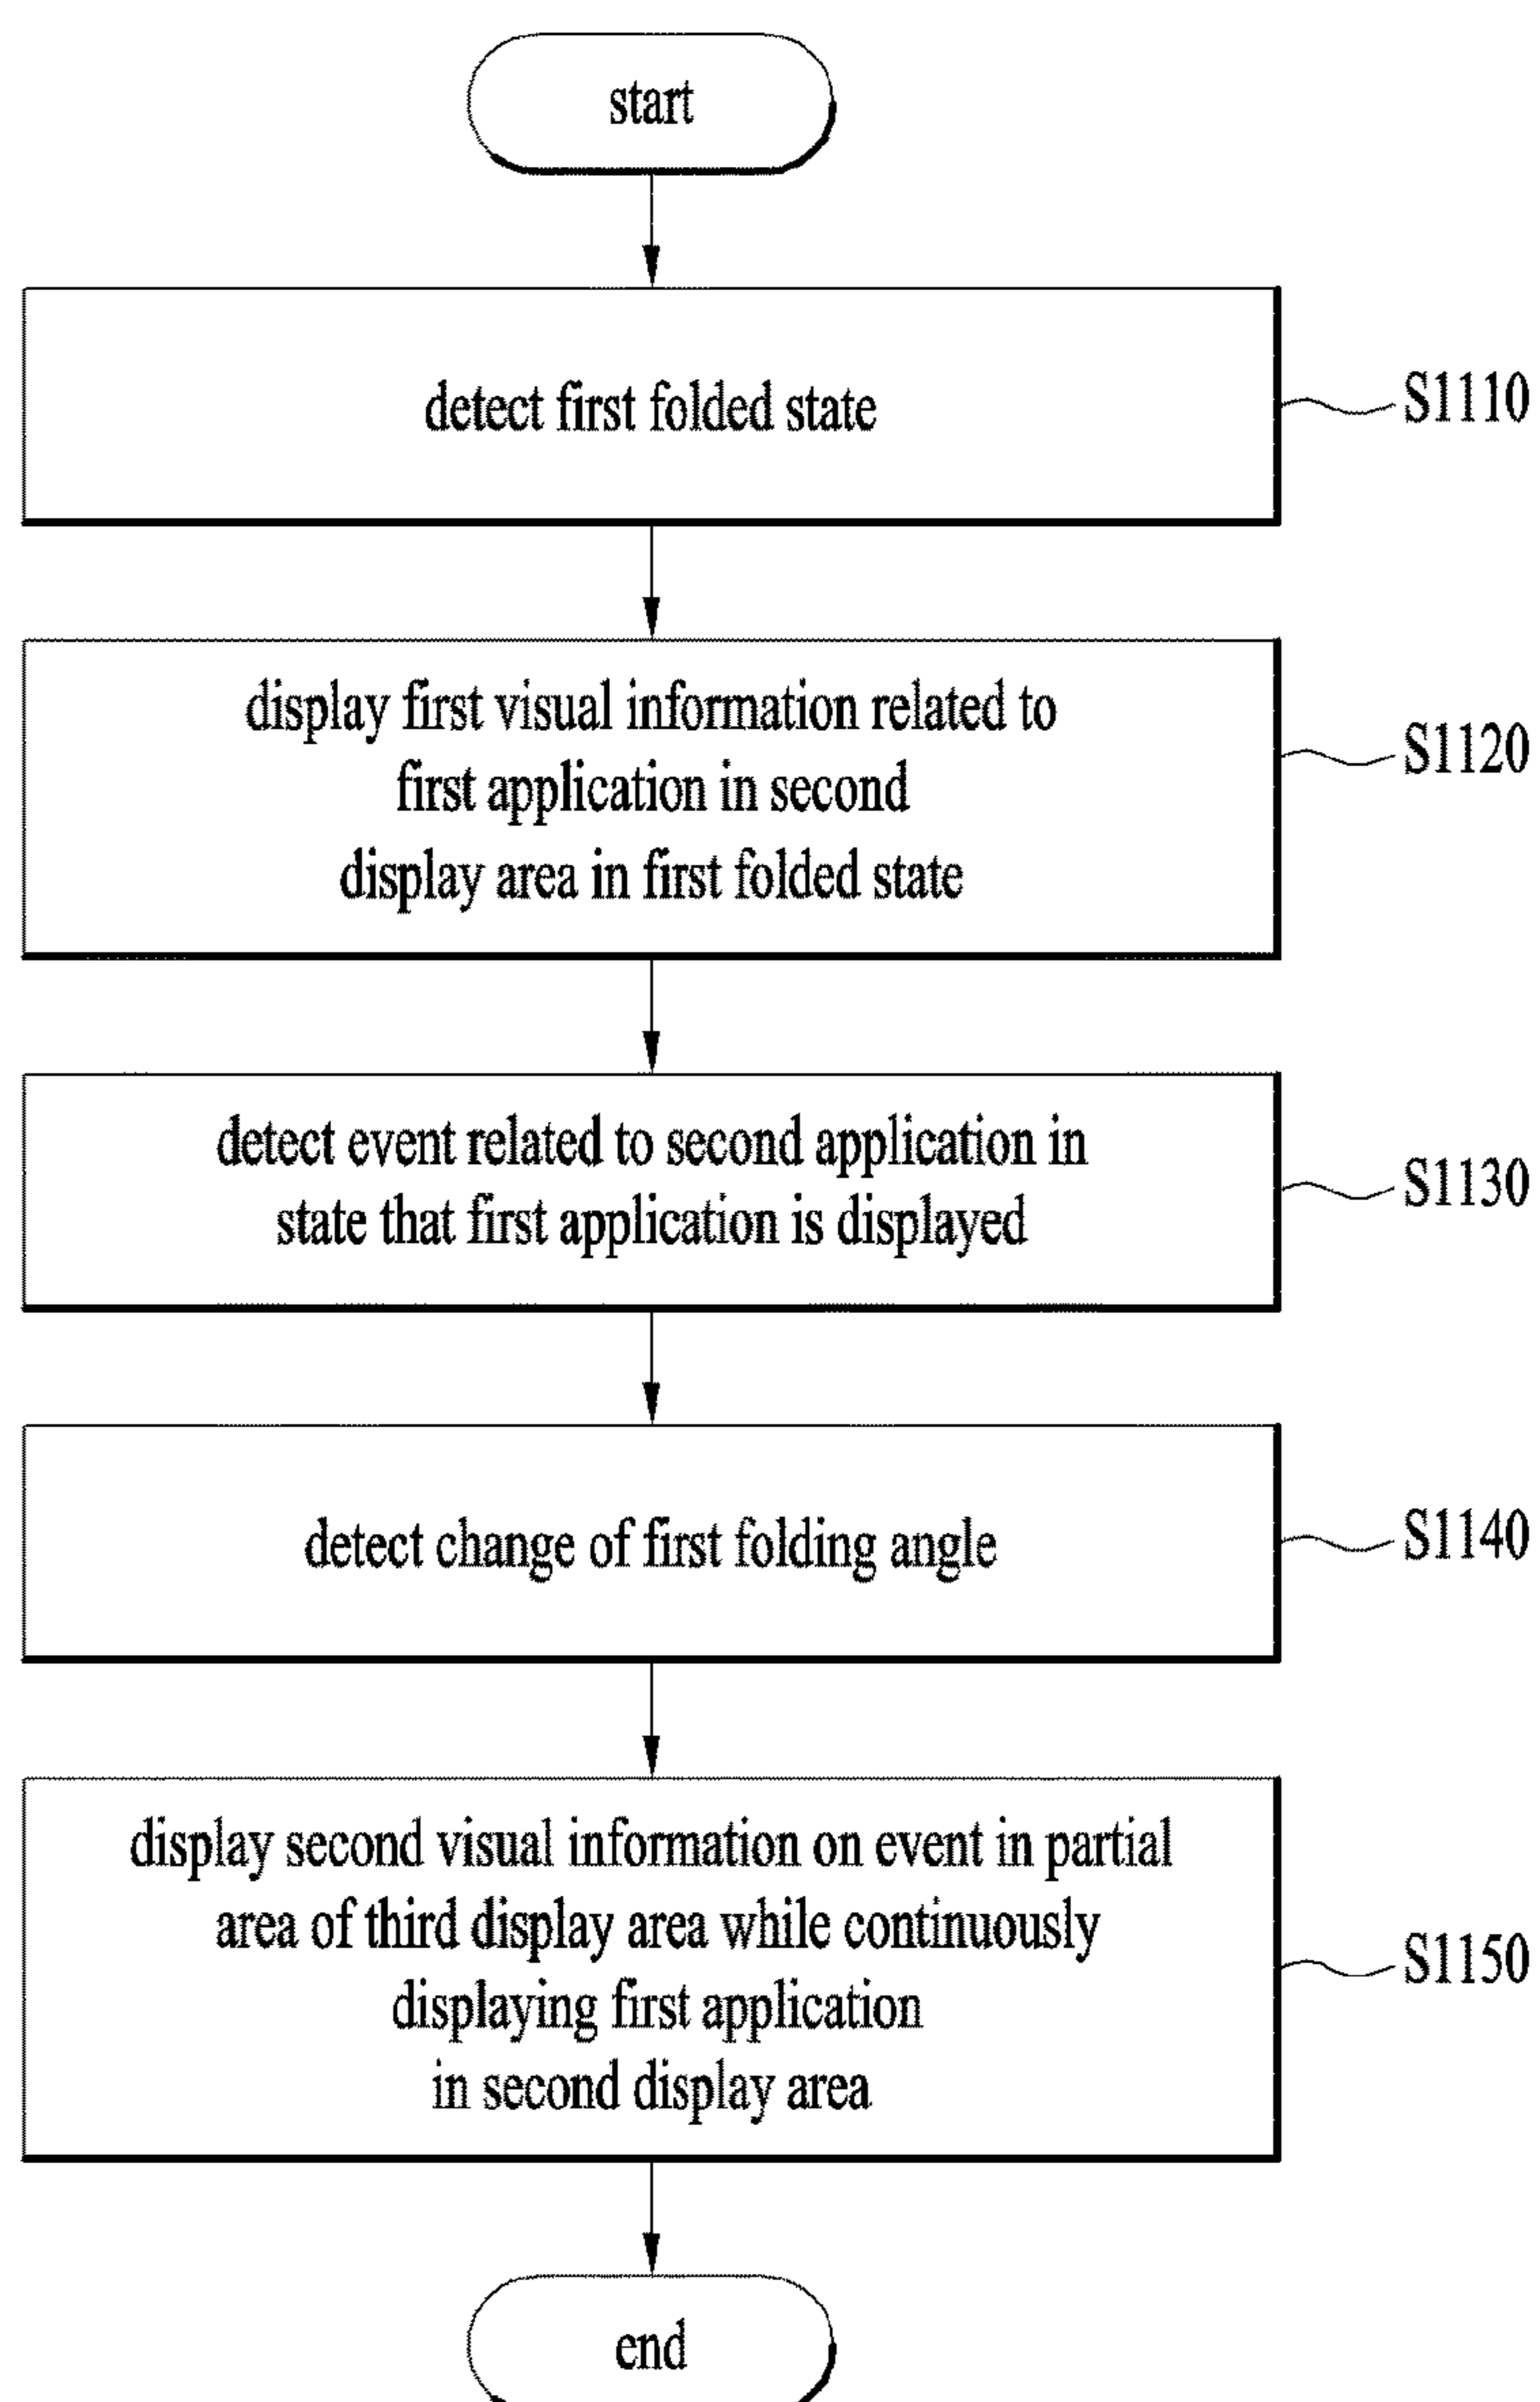 start
detect first folded state
S1110
display first visual information related to
first application in second
display area in first folded state
S1120
detect event related to second application in
state that first application is displayed
S1130
detect change of first folding angle
S1140
display second visual information on event in partial
area of third display area while continuously
displaying first application
in second display area
S1150
end